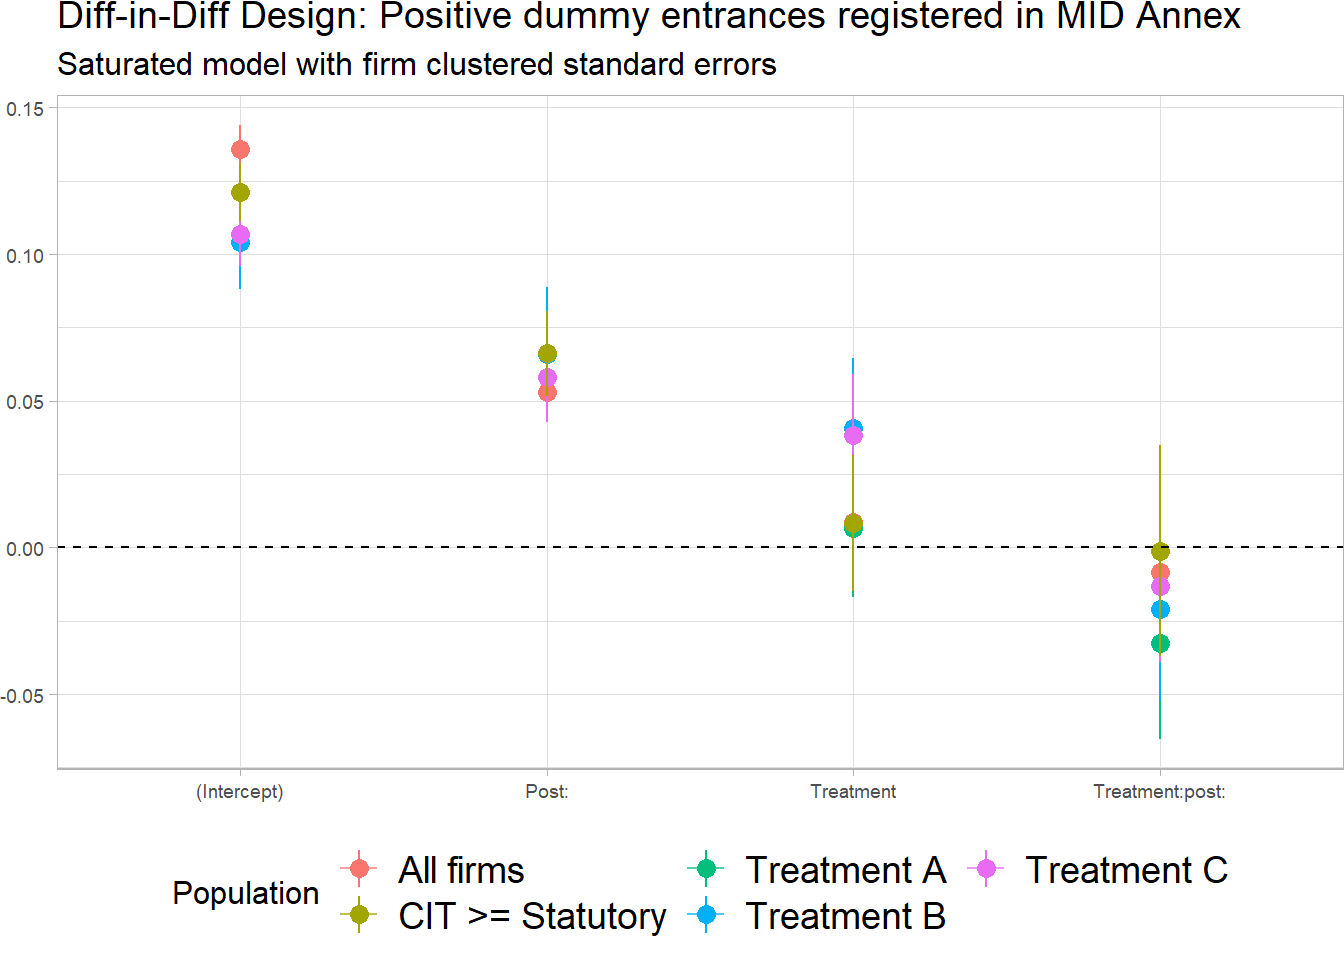 Diff-in-Diff Design: Positive dummy entrances registered in MID Annex
Saturated model with firm clustered standard errors
0.15
0.10
0.05
0.00
-0.05
(Intercept)
Post:
Treatment
Treatment:post:
Population
All firms
Treatment A
Treatment C
CIT >= Statutory
Treatment B